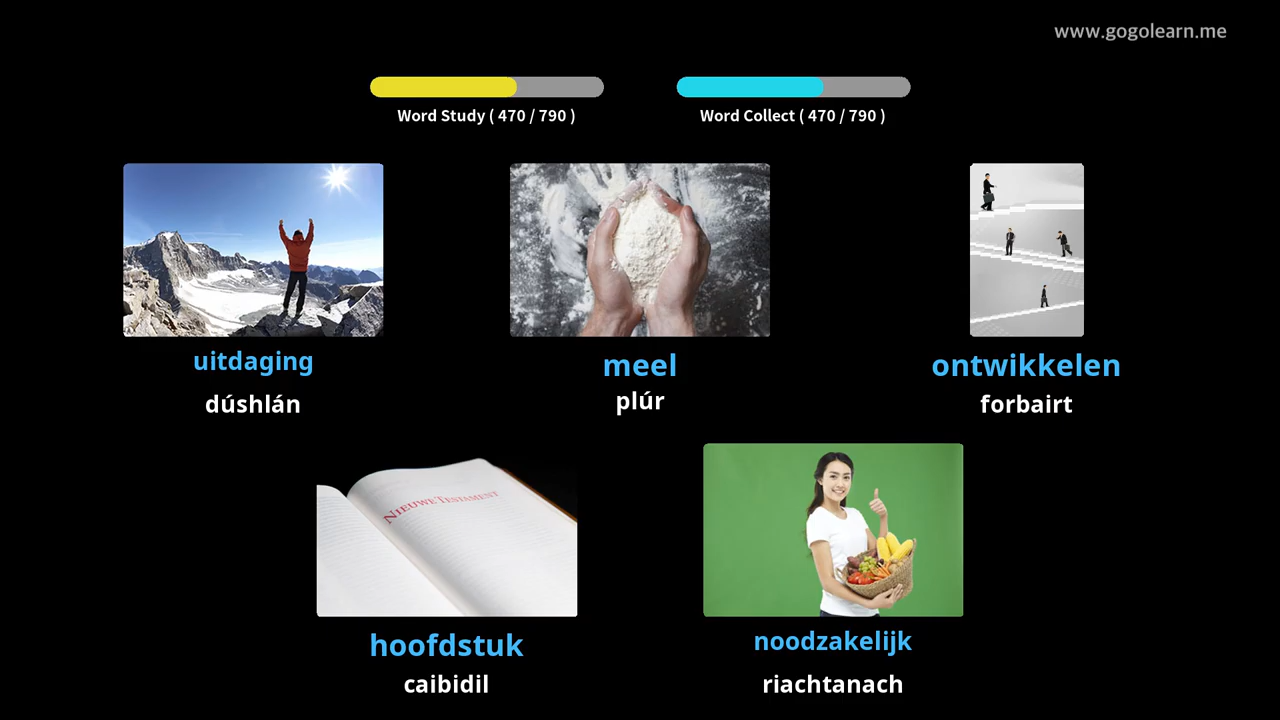 www.gogolearn.me
Word Study ( 470 / 790 )
Word Collect ( 470 / 790 )
uitdaging
dúshlán
meel
plúr
ontwikkelen
forbairt
NIEUWE TESTAMENT
hoofdstuk
caibidil
noodzakelijk
riachtanach